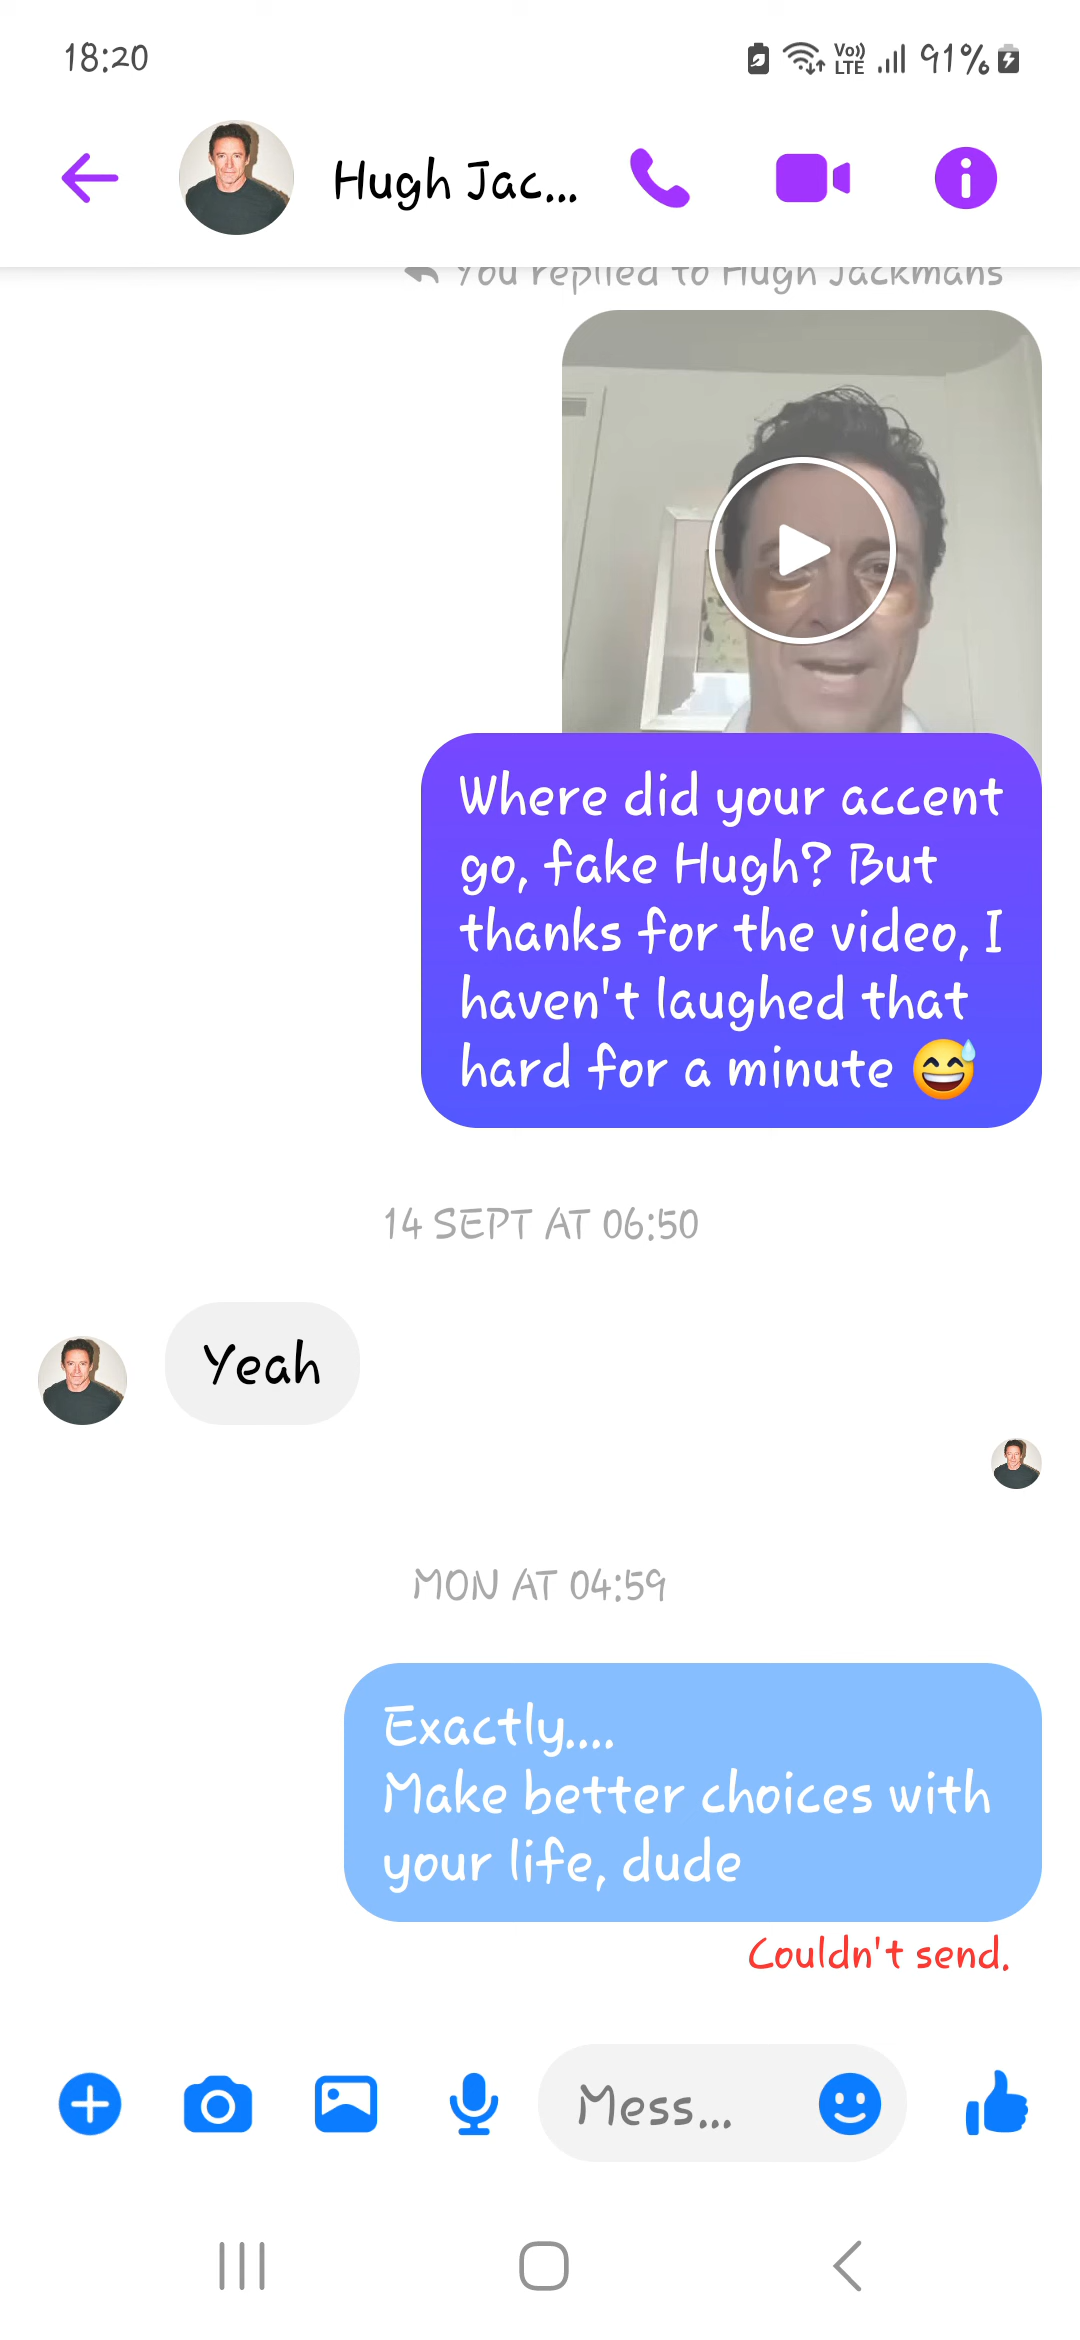 18:20
Vo)) LTE
91%
Hugh Jac...
You replied to Hugh Jackmans
Where did your accent
go, fake Hugh? But
thanks for the video, I
haven't laughed that
hard for a minute 😅
14 SEPT AT 06:50
Yeah
MON AT 04:59
Exactly....
Make better choices with
your life, dude
Couldn't send.
Mess...